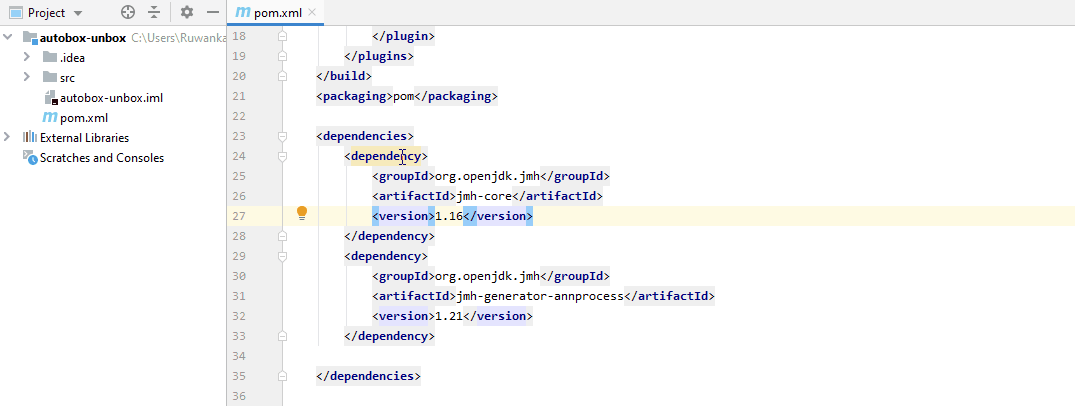 Project
pom.xml
autobox-unbox C:\Users\Ruwanka
.idea
src
autobox-unbox.iml
pom.xml
External Libraries
Scratches and Consoles
18 </plugin>
19 </plugins>
20 </build>
21 <packaging>pom</packaging>
22
23 <dependencies>
24 <dependency>
25 <groupId>org.openjdk.jmh</groupId>
26 <artifactId>jmh-core</artifactId>
27 <version>1.16</version>
28 </dependency>
29 <dependency>
30 <groupId>org.openjdk.jmh</groupId>
31 <artifactId>jmh-generator-annprocess</artifactId>
32 <version>1.21</version>
33 </dependency>
34
35 </dependencies>
36